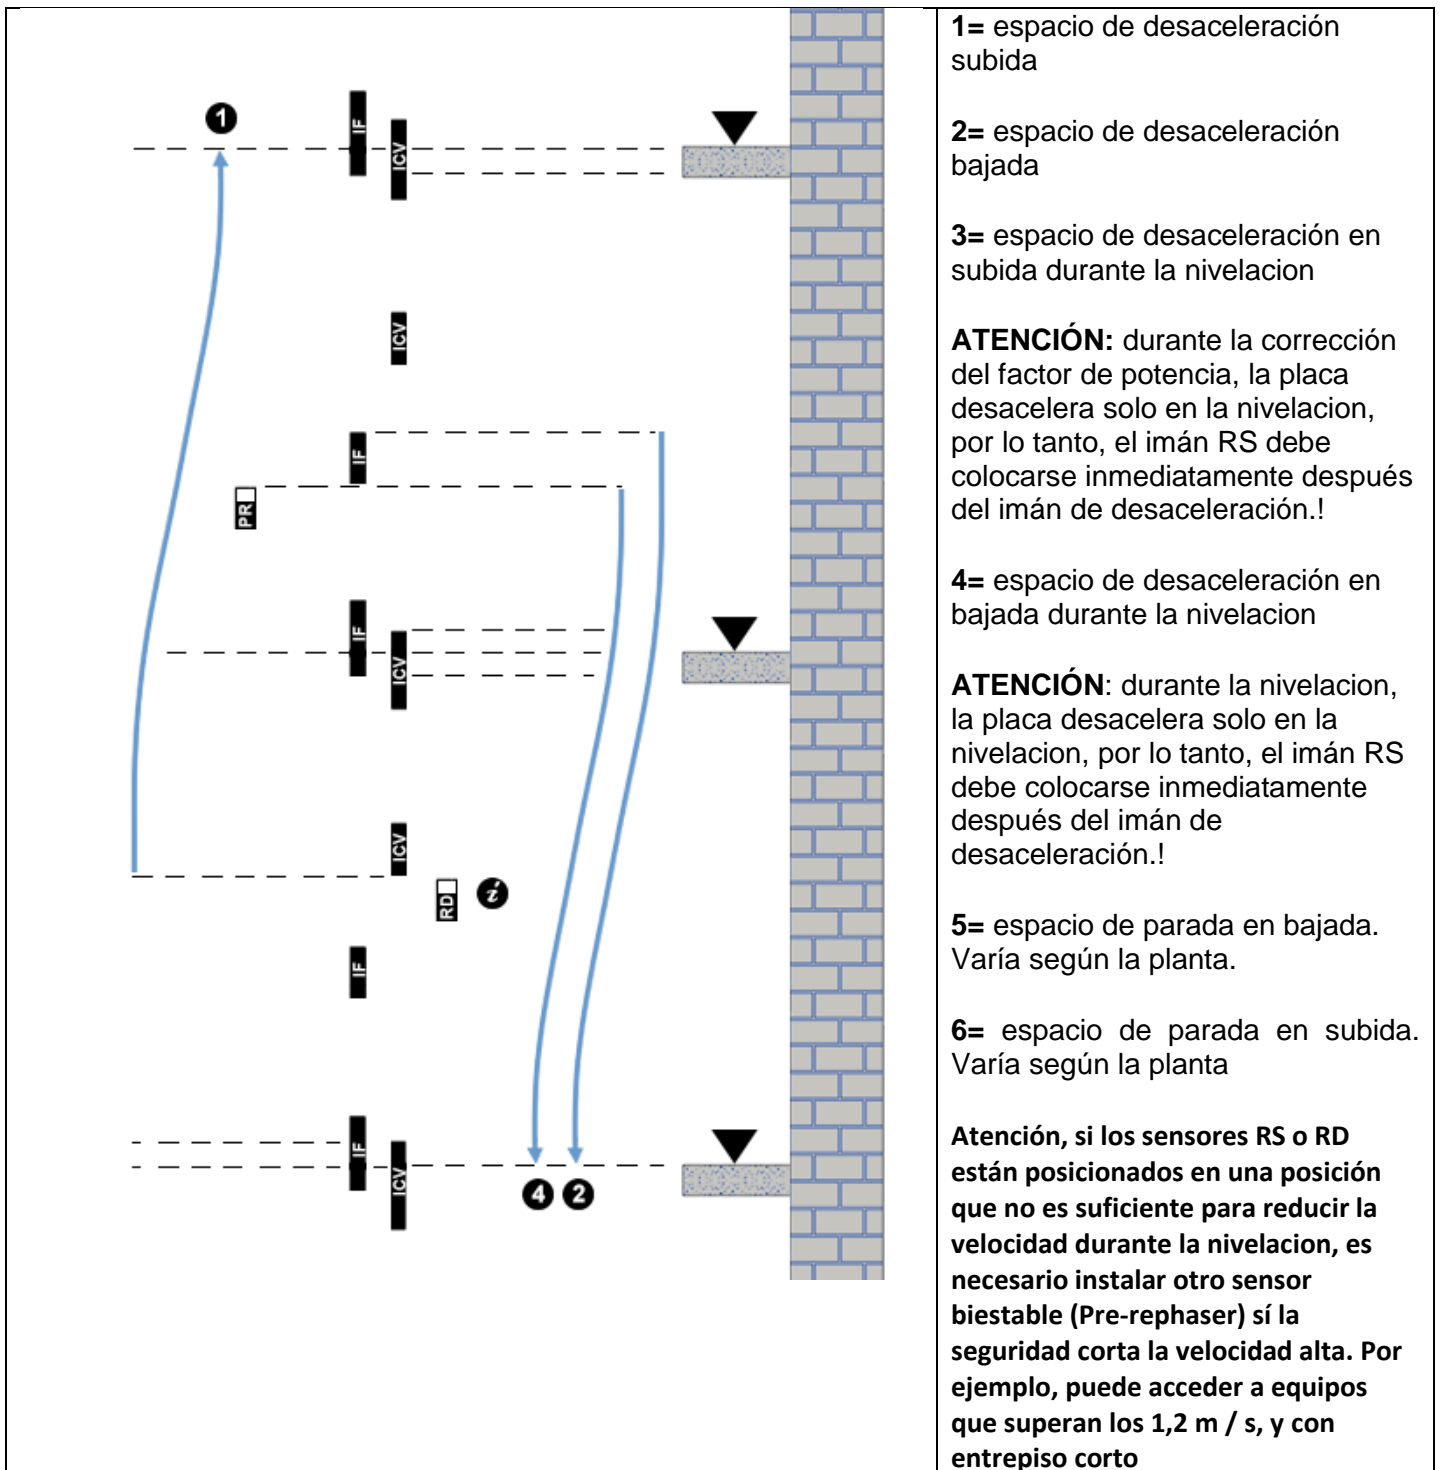 1
IF
ICV
ICV
IF
PR
IF
ICV
ICV
RD
i
IF
IF
ICV
4
2
1= espacio de desaceleración
subida
2= espacio de desaceleración
bajada
3= espacio de desaceleración en
subida durante la nivelacion
ATENCIÓN: durante la corrección
del factor de potencia, la placa
desacelera solo en la nivelacion,
por lo tanto, el imán RS debe
colocarse inmediatamente después
del imán de desaceleración.!
4= espacio de desaceleración en
bajada durante la nivelacion
ATENCIÓN: durante la nivelacion,
la placa desacelera solo en la
nivelacion, por lo tanto, el imán RS
debe colocarse inmediatamente
después del imán de
desaceleración.!
5= espacio de parada en bajada.
Varía según la planta.
6= espacio de parada en subida.
Varía según la planta
Atención, si los sensores RS o RD
están posicionados en una posición
que no es suficiente para reducir la
velocidad durante la nivelacion, es
necesario instalar otro sensor
biestable (Pre-rephaser) sí la
seguridad corta la velocidad alta. Por
ejemplo, puede acceder a equipos
que superan los 1,2 m / s, y con
entrepiso corto